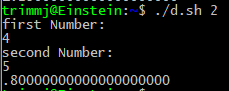 trimmj@Einstein:~$ ./d.sh 2
first Number:
4
second Number:
5
.80000000000000000000